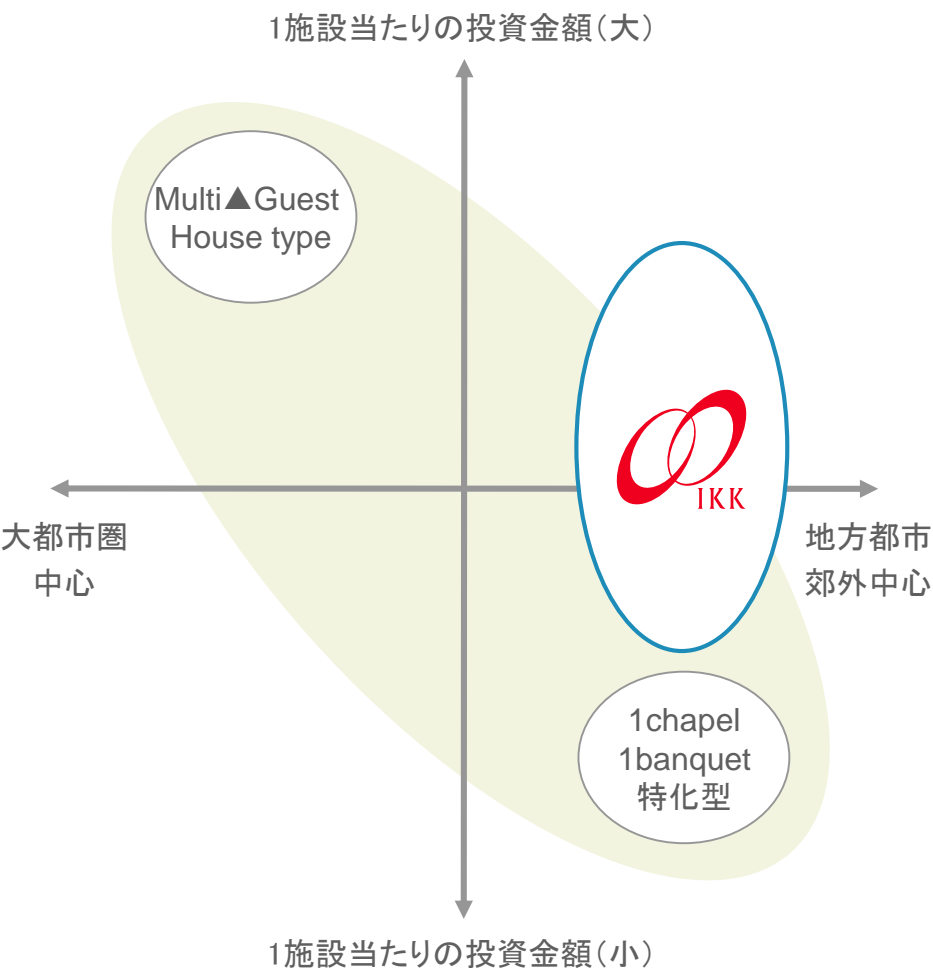 1施設当たりの投資金額(大)
Multi▲Guest
House type
IKK
大都市圏
中心
地方都市
郊外中心
1chapel
1banquet
特化型
1施設当たりの投資金額(小)